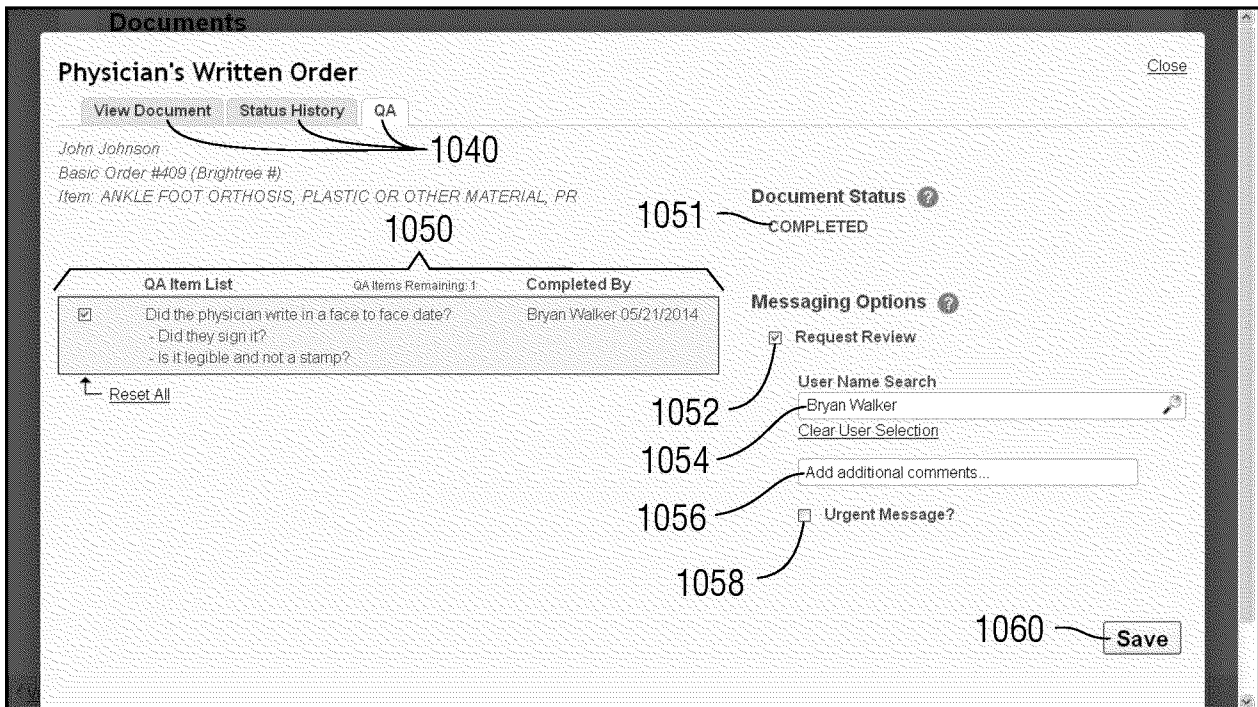 Documents
Physician's Written Order
Close
View Document Status History QA
1040
John Johnson
Basic Order #409 (Brightree #)
Item: ANKLE FOOT ORTHOSIS, PLASTIC OR OTHER MATERIAL, PR
Document Status ?
1051
COMPLETED
1050
QA Item List QA Items Remaining: 1 Completed By
Did the physician write in a face to face date? Bryan Walker 05/21/2014
- Did they sign it?
- Is it legible and not a stamp?
Reset All
Messaging Options ?
Request Review
1052
User Name Search
Bryan Walker
Clear User Selection
1054
Add additional comments...
1056
Urgent Message?
1058
1060
Save